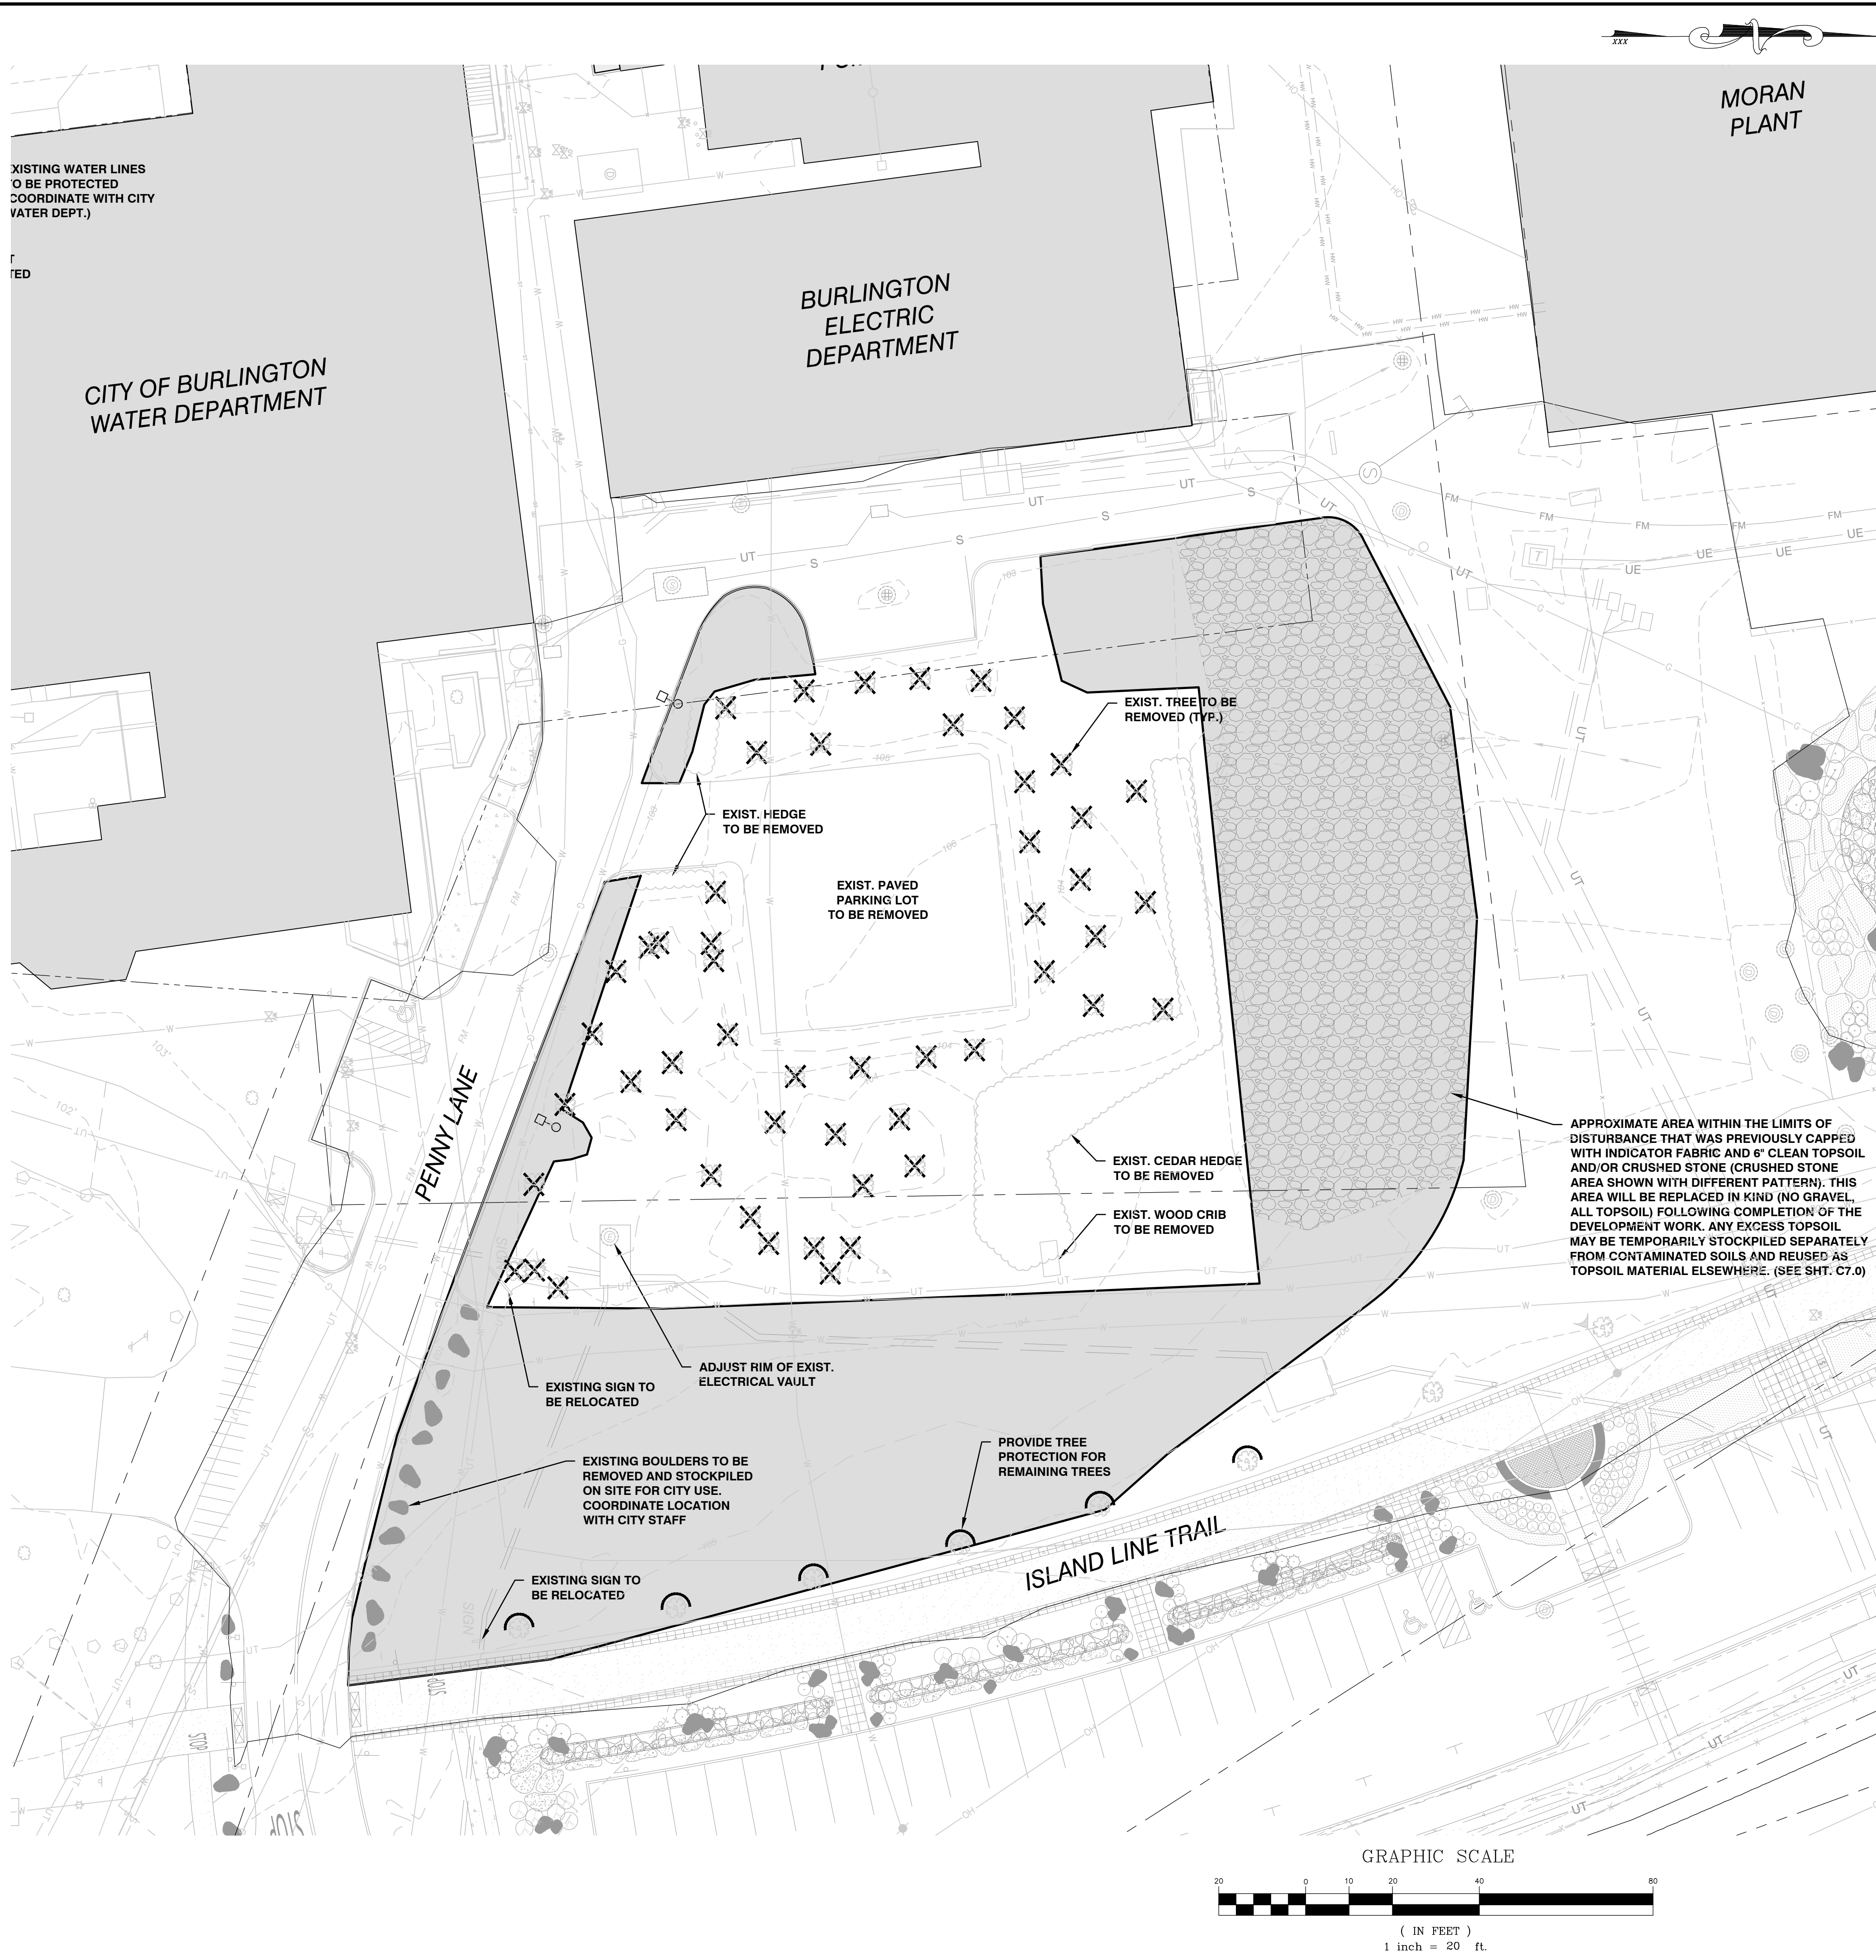 XXX
N
MORAN
PLANT
XISTING WATER LINES
O BE PROTECTED
COORDINATE WITH CITY
WATER DEPT.)
T
TED
BURLINGTON
ELECTRIC
DEPARTMENT
CITY OF BURLINGTON
WATER DEPARTMENT
EXIST. TREE TO BE
REMOVED (TYP.)
EXIST. HEDGE
TO BE REMOVED
EXIST. PAVED
PARKING LOT
TO BE REMOVED
PENNY LANE
EXIST. CEDAR HEDGE
TO BE REMOVED
EXIST. WOOD CRIB
TO BE REMOVED
APPROXIMATE AREA WITHIN THE LIMITS OF
DISTURBANCE THAT WAS PREVIOUSLY CAPPED
WITH INDICATOR FABRIC AND 6" CLEAN TOPSOIL
AND/OR CRUSHED STONE (CRUSHED STONE
AREA SHOWN WITH DIFFERENT PATTERN). THIS
AREA WILL BE REPLACED IN KIND (NO GRAVEL,
ALL TOPSOIL) FOLLOWING COMPLETION OF THE
DEVELOPMENT WORK. ANY EXCESS TOPSOIL
MAY BE TEMPORARILY STOCKPILED SEPARATELY
FROM CONTAMINATED SOILS AND REUSED AS
TOPSOIL MATERIAL ELSEWHERE. (SEE SHT. C7.0)
ADJUST RIM OF EXIST.
ELECTRICAL VAULT
EXISTING SIGN TO
BE RELOCATED
EXISTING BOULDERS TO BE
REMOVED AND STOCKPILED
ON SITE FOR CITY USE.
COORDINATE LOCATION
WITH CITY STAFF
PROVIDE TREE
PROTECTION FOR
REMAINING TREES
EXISTING SIGN TO
BE RELOCATED
ISLAND LINE TRAIL
SIGN
STOP
STOP
STOP
GRAPHIC SCALE
20 0 10 20 40 80
( IN FEET )
1 inch = 20 ft.